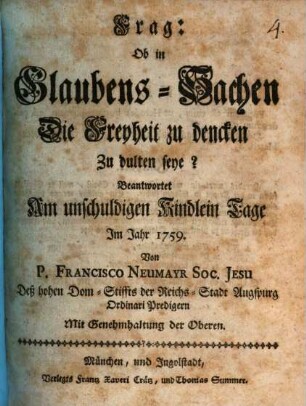 4.
Frag:
Ob in
Glaubens-Sachen
Die Freyheit zu dencken
Zu dulten seye?
Beantwortet
Am unschuldigen Kindlein Tage
Im Jahr 1759.
Von
P. FRANCISCO NEUMAYR SOC. JESU
Deß hohen Dom-Stiffts der Reichs-Stadt Augspurg
Ordinari Predigern
Mit Genehmhaltung der Oberen.
München, und Ingolstadt,
Verlegts Frantz Xaveri Crätz, und Thomas Summer.